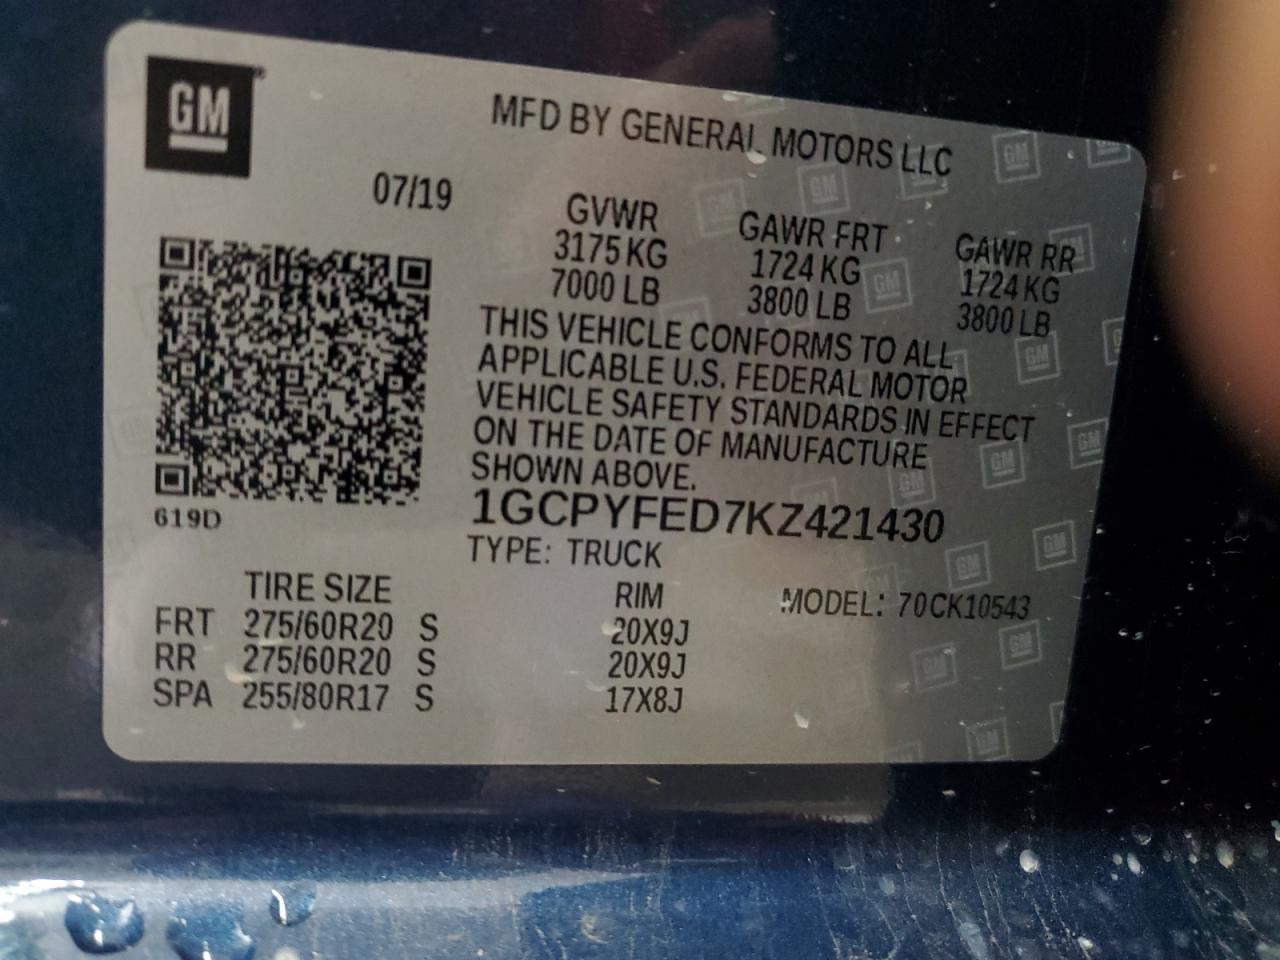 GM
MFD BY GENERAL MOTORS LLC
07/19
GVWR GAWR FRT GAWR RR
3175 KG 1724 KG 1724 KG
7000 LB 3800 LB 3800 LB
THIS VEHICLE CONFORMS TO ALL
APPLICABLE U.S. FEDERAL MOTOR
VEHICLE SAFETY STANDARDS IN EFFECT
ON THE DATE OF MANUFACTURE
SHOWN ABOVE.
1GCPYFED7KZ421430
619D
TYPE: TRUCK
TIRE SIZE RIM MODEL: 70CK10543
FRT 275/60R20 S 20X9J
RR 275/60R20 S 20X9J
SPA 255/80R17 S 17X8J